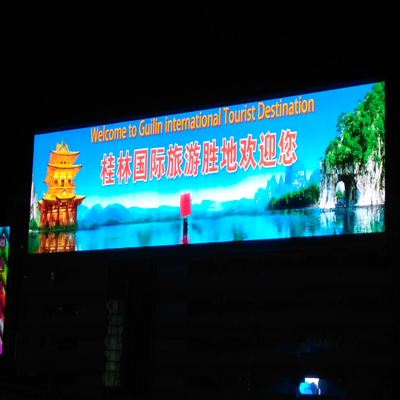 Welcome to Guilin international Tourist Destination
桂林国际旅游胜地欢迎您